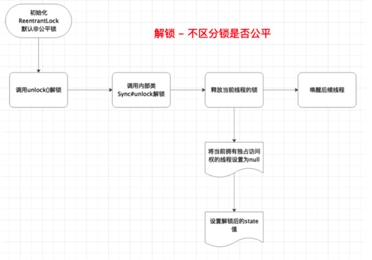 初始化
ReentrantLock
默认非公平锁
解锁 – 不区分锁是否公平
调用unlock()解锁
调用内部类
Sync#unlock解锁
释放当前线程的锁
唤醒后续线程
将当前拥有独占访问
权的线程设置为null
设置解锁后的state
值